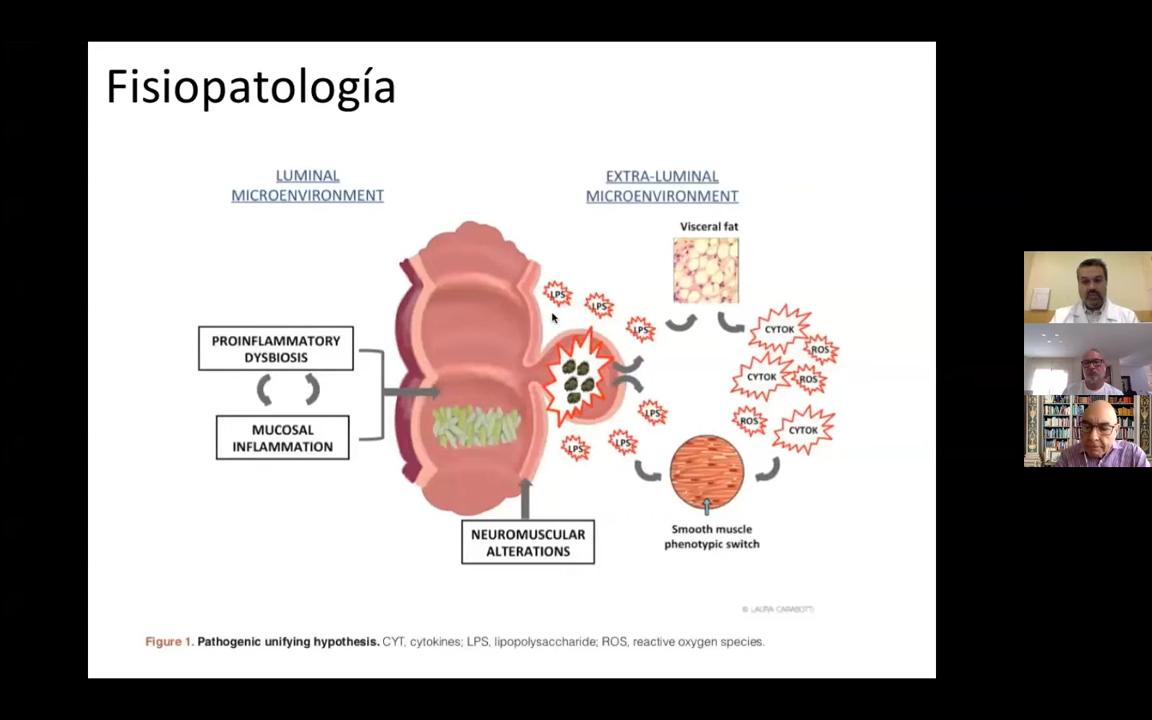 Fisiopatología
LUMINAL
MICROENVIRONMENT
EXTRA-LUMINAL
MICROENVIRONMENT
Visceral fat
LPS
LPS
LPS
CYTOK
ROS
PROINFLAMMATORY
DYSBIOSIS
CYTOK
ROS
MUCOSAL
INFLAMMATION
LPS
ROS
CYTOK
LPS
LPS
NEUROMUSCULAR
ALTERATIONS
Smooth muscle
phenotypic switch
© LAURA CARABOTTI
Figure 1. Pathogenic unifying hypothesis. CYT, cytokines; LPS, lipopolysaccharide; ROS, reactive oxygen species.